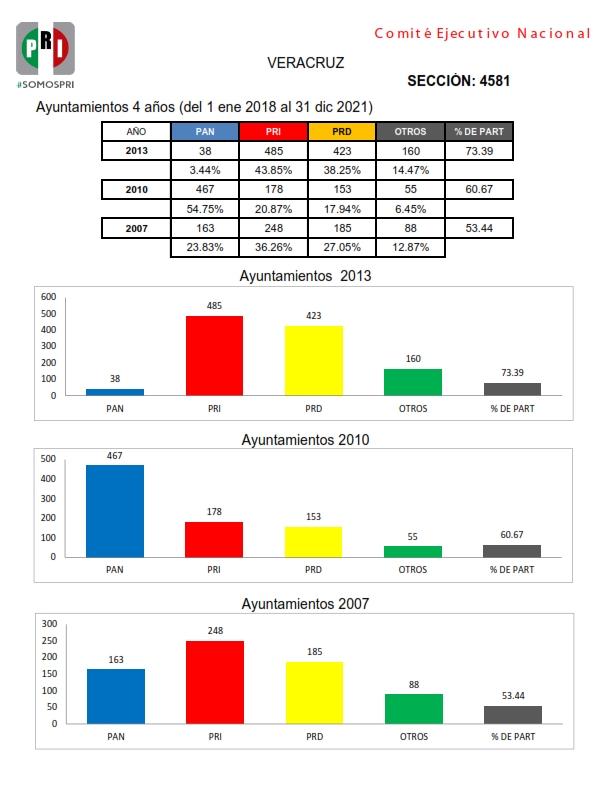 Comité Ejecutivo Nacional
PRI
#SOMOSPRI
VERACRUZ
SECCIÓN: 4581
Ayuntamientos 4 años (del 1 ene 2018 al 31 dic 2021)
AÑO PAN PRI PRD OTROS % DE PART
2013 38 485 423 160 73.39
3.44% 43.85% 38.25% 14.47%
2010 467 178 153 55 60.67
54.75% 20.87% 17.94% 6.45%
2007 163 248 185 88 53.44
23.83% 36.26% 27.05% 12.87%
Ayuntamientos 2013
600
500
400
300
200
100
0
38 485 423 160 73.39
PAN PRI PRD OTROS % DE PART
Ayuntamientos 2010
500
400
300
200
100
0
467 178 153 55 60.67
PAN PRI PRD OTROS % DE PART
Ayuntamientos 2007
300
250
200
150
100
50
0
163 248 185 88 53.44
PAN PRI PRD OTROS % DE PART